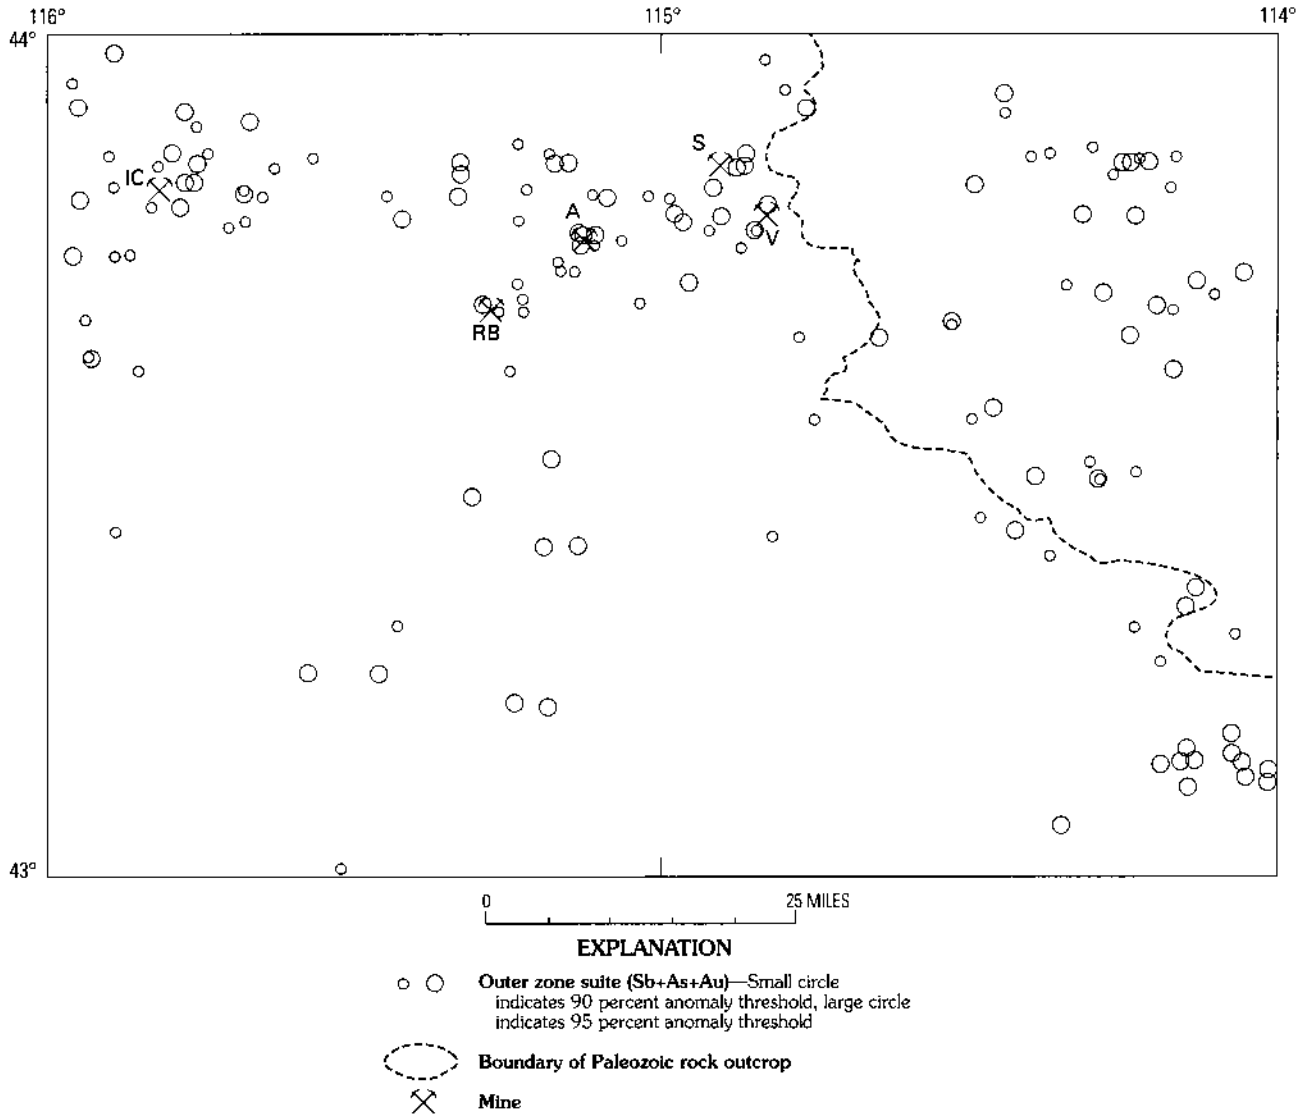 116°
115°
114°
44°
S
IC
A
V
RB
43°
0
25 MILES
EXPLANATION
Outer zone suite (Sb+As+Au)—Small circle
indicates 90 percent anomaly threshold, large circle
indicates 95 percent anomaly threshold
Boundary of Paleozoic rock outcrop
Mine